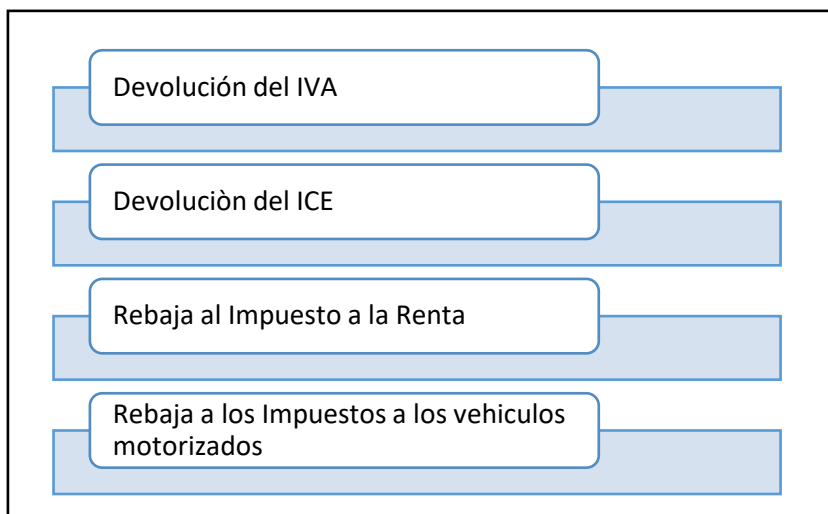 Devolución del IVA
Devoluciòn del ICE
Rebaja al Impuesto a la Renta
Rebaja a los Impuestos a los vehiculos
motorizados